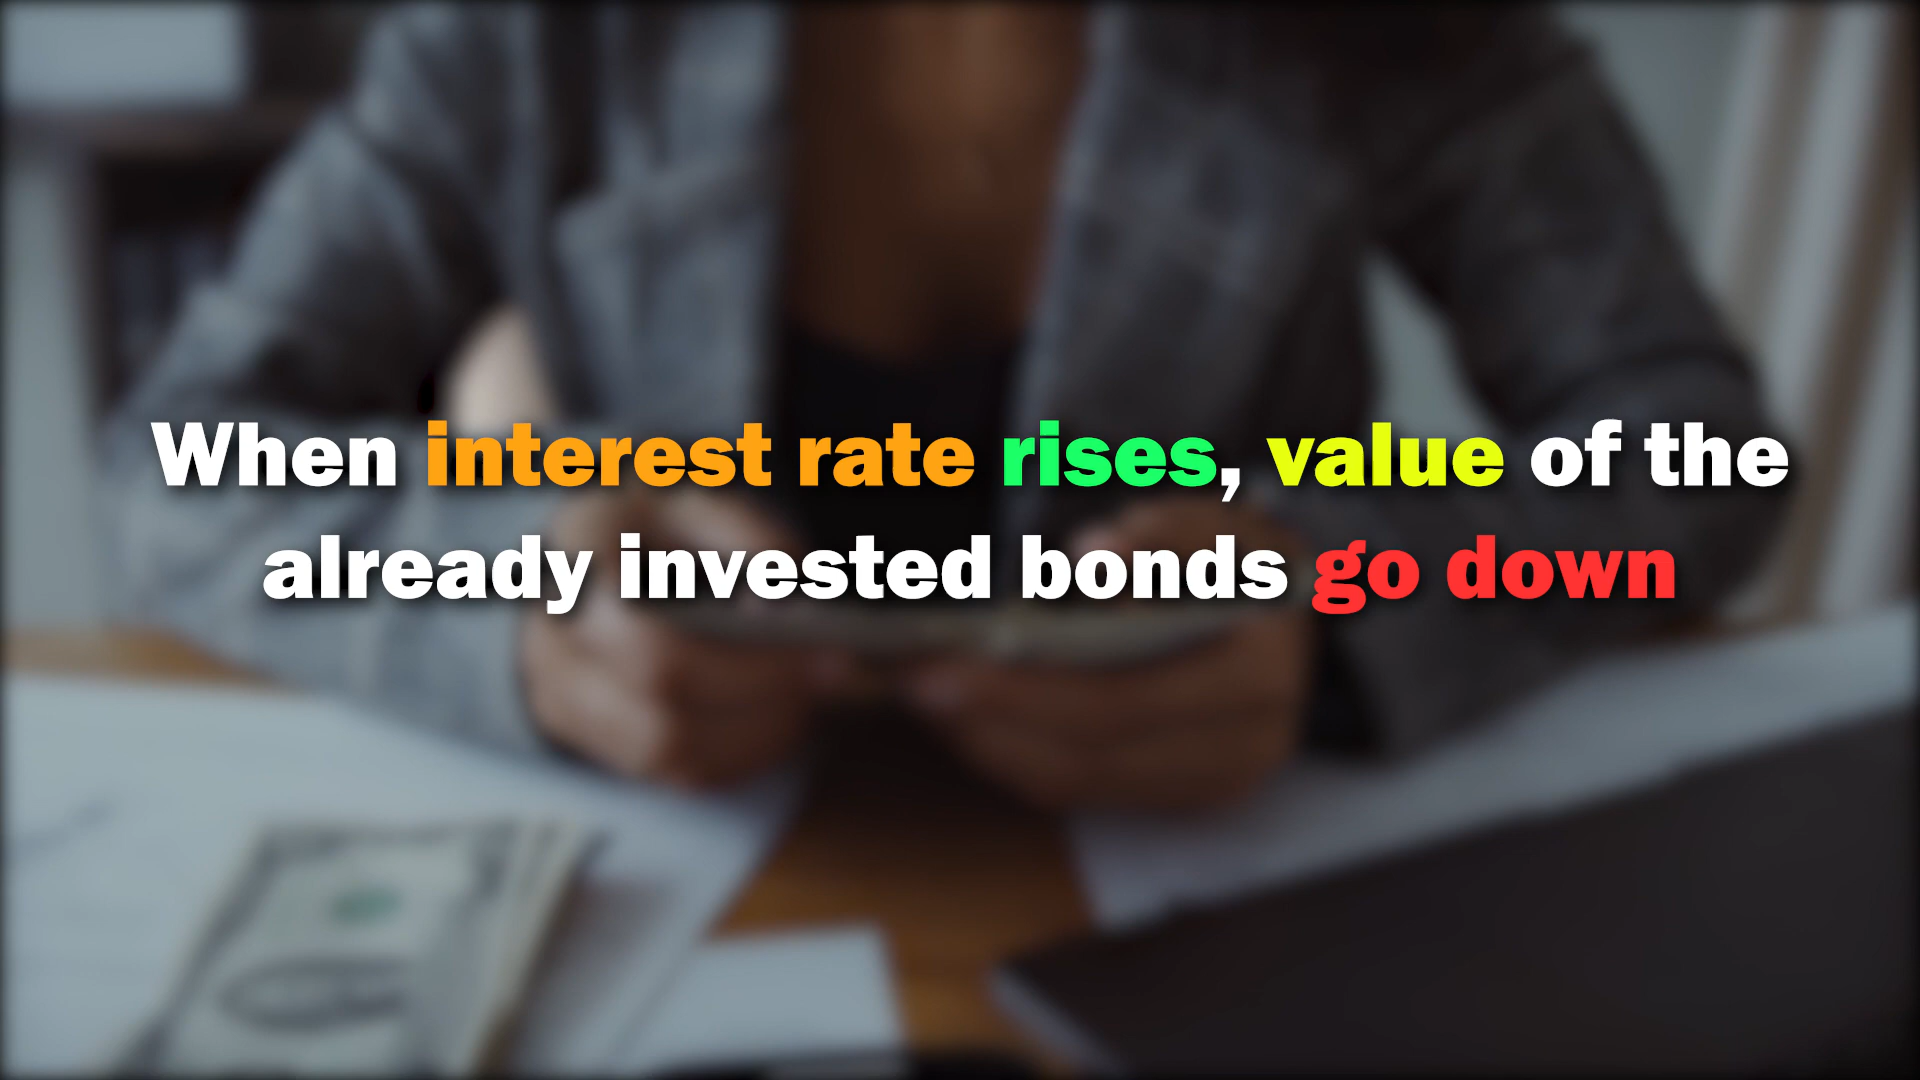 When interest rate rises, value of the
already invested bonds go down